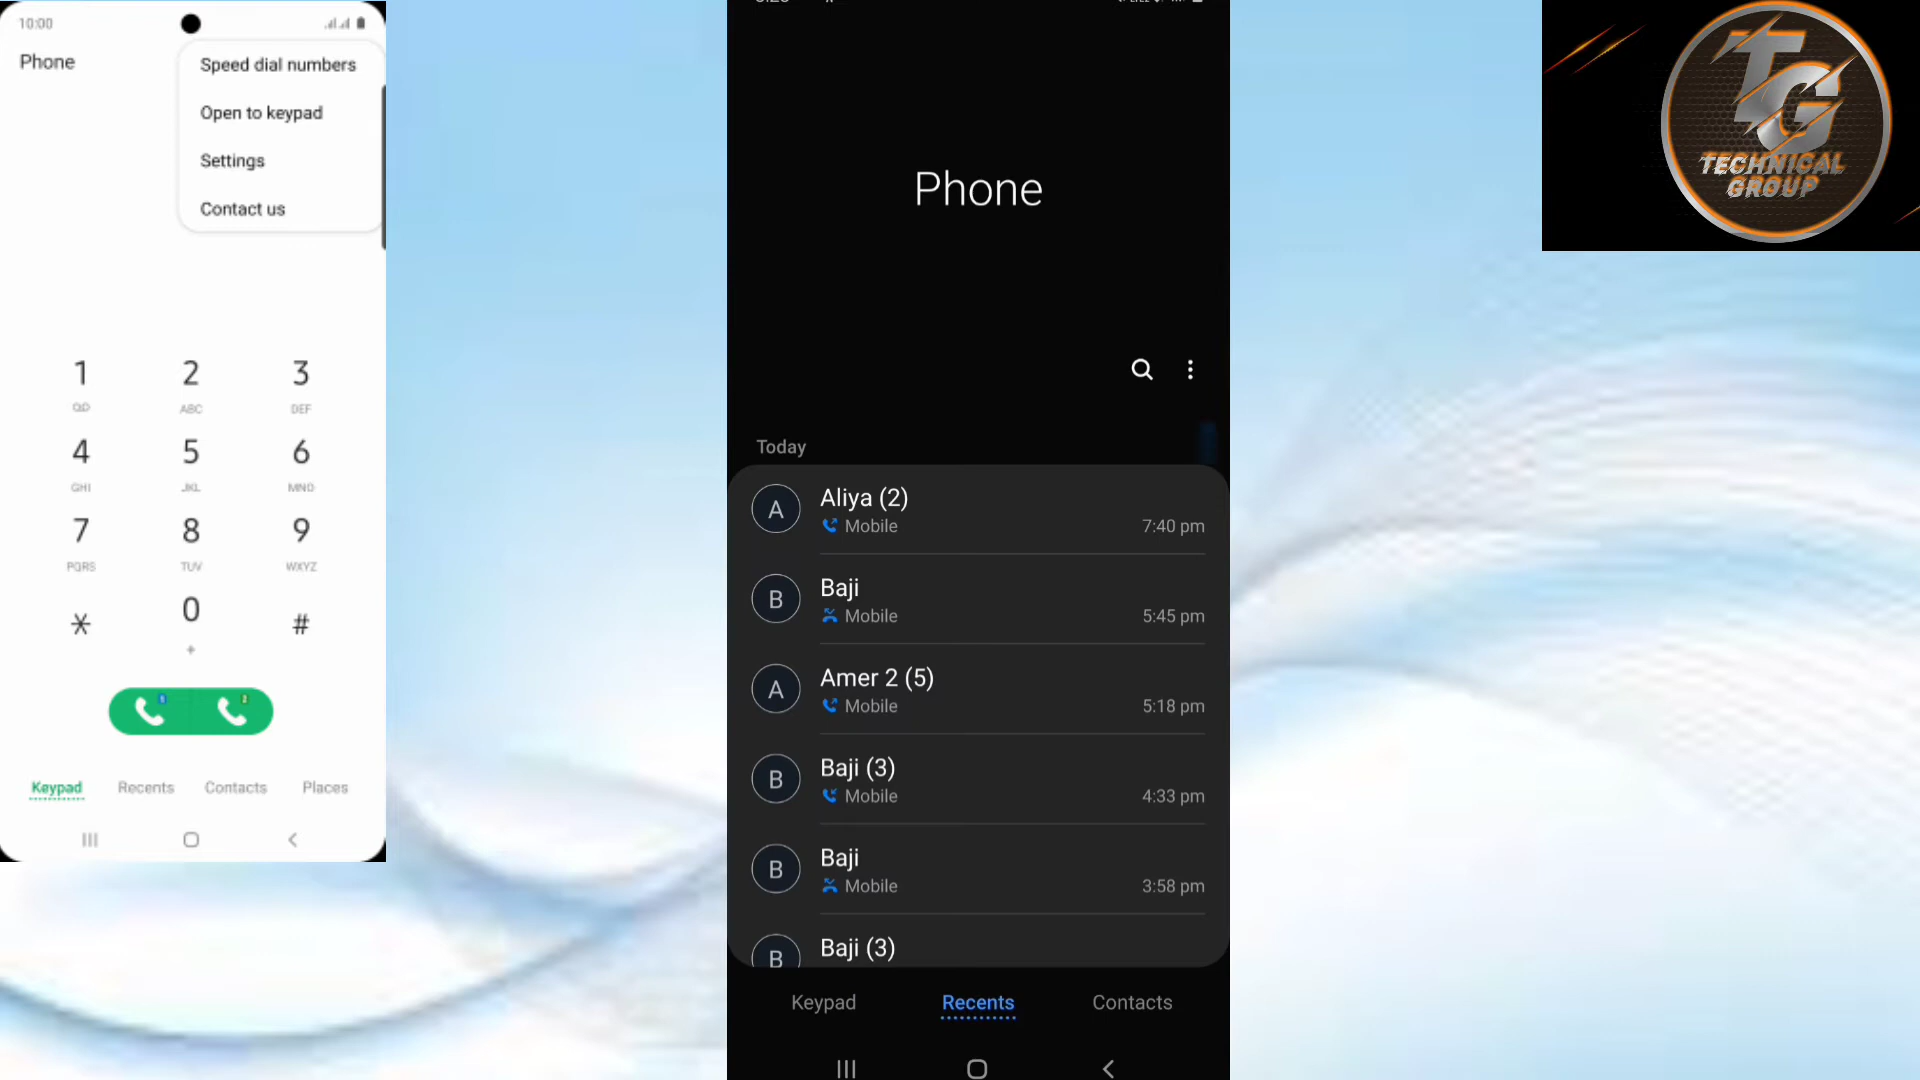 10:00
Phone
Speed dial numbers
Open to keypad
Settings
Contact us
1 2 3
ABC DEF
4 5 6
GHI JKL MNO
7 8 9
PQRS TUV WXYZ
* 0 #
+
Keypad Recents Contacts Places
Phone
Today
A Aliya (2)
Mobile 7:40 pm
B Baji
Mobile 5:45 pm
A Amer 2 (5)
Mobile 5:18 pm
B Baji (3)
Mobile 4:33 pm
B Baji
Mobile 3:58 pm
B Baji (3)
Keypad Recents Contacts
TG
TECHNICAL
GROUP